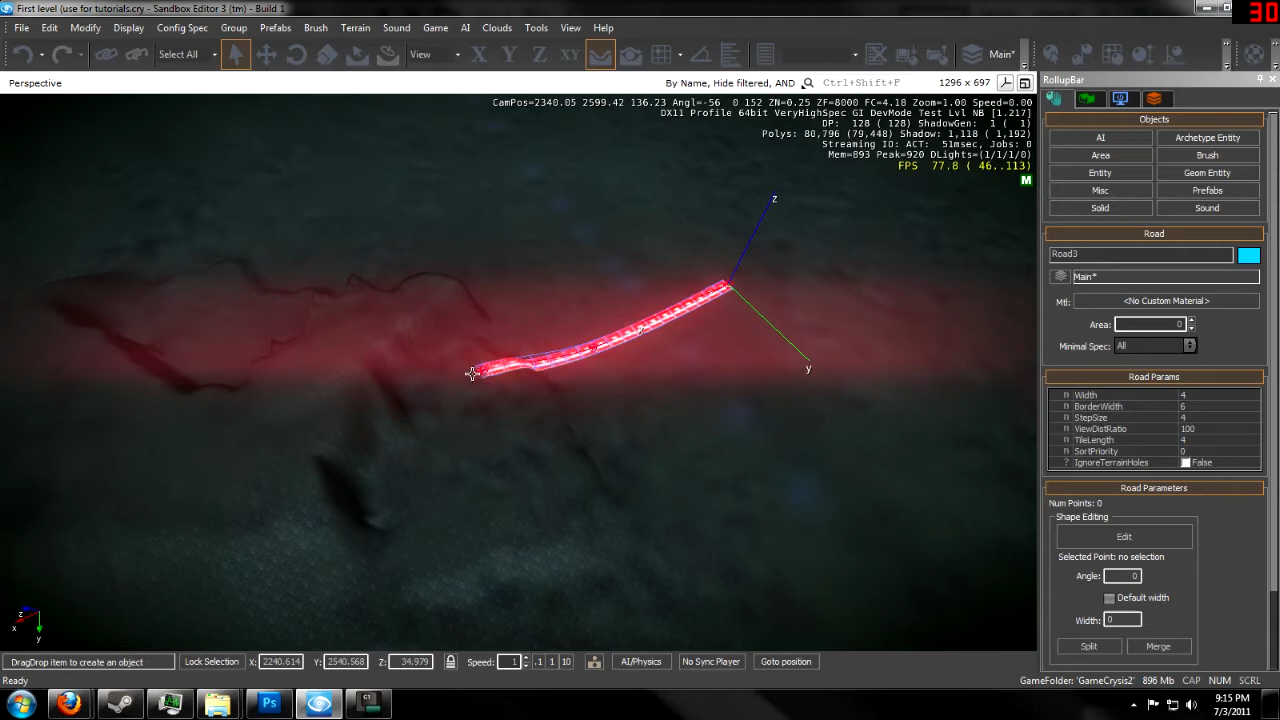 First level (use for tutorials.cry - Sandbox Editor 3 (tm) - Build 1
30
File Edit Modify Display Config Spec Group Prefabs Brush Terrain Sound Game AI Clouds Tools View Help
Select All View X Y Z XY Main*
Perspective By Name, Hide filtered, AND Ctrl+Shift+F 1296 x 697
CamPos=2340.05 2599.42 136.23 Angl=-56 0 152 ZN=0.25 ZF=8000 FC=4.18 Zoom=1.00 Speed=0.00
DX11 Profile 64bit VeryHighSpec GI DevMode Test Lvl NB [1.217]
DP: 128 ( 128) ShadowGen: 1 ( 1)
Polys: 80,796 (79,448) Shadow: 1,118 ( 1,192)
Streaming IO: ACT: 51msec, Jobs: 0
Mem=893 Peak=920 DLights=(1/1/1/0)
FPS 77.8 ( 46..113)
M
z
y
z
x
y
RollupBar
Objects
AI Archetype Entity
Area Brush
Entity Geom Entity
Misc Prefabs
Solid Sound
Road
Road3
Main*
Mtl: <No Custom Material>
Area: 0
Minimal Spec: All
Road Params
n Width 4
n BorderWidth 6
n StepSize 4
n ViewDistRatio 100
n TileLength 4
n SortPriority 0
? IgnoreTerrainHoles False
Road Parameters
Num Points: 0
Shape Editing
Edit
Selected Point: no selection
Angle: 0
Default width
Width: 0
Split Merge
DragDrop item to create an object Lock Selection X: 2240.614 Y: 2540.568 Z: 34.979 Speed: 1 .1 1 10 AI/Physics No Sync Player Goto position
Ready GameFolder: 'GameCrysis2' 896 Mb CAP NUM SCRL
Ps
9:15 PM
7/3/2011